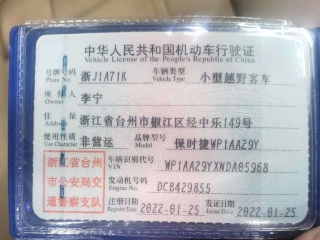 中华人民共和国机动车行驶证
Vehicle License of the People's Republic of China
号牌号码 浙J1A71K 车辆类型 小型越野客车
Plate No. Vehicle Type
所有人 李宁
Owner
住址 浙江省台州市椒江区经中乐149号
Address
使用性质 非营运 品牌型号 保时捷WP1AA29Y
Use Character Model
浙江省台州 车辆识别代号 WP1AA29YXNDA05968
VIN
市公安局交 发动机号码 DCB429855
Engine No.
通警察支队 注册日期 2022-01-25 发证日期 2022-01-25
Register Date Issue Date